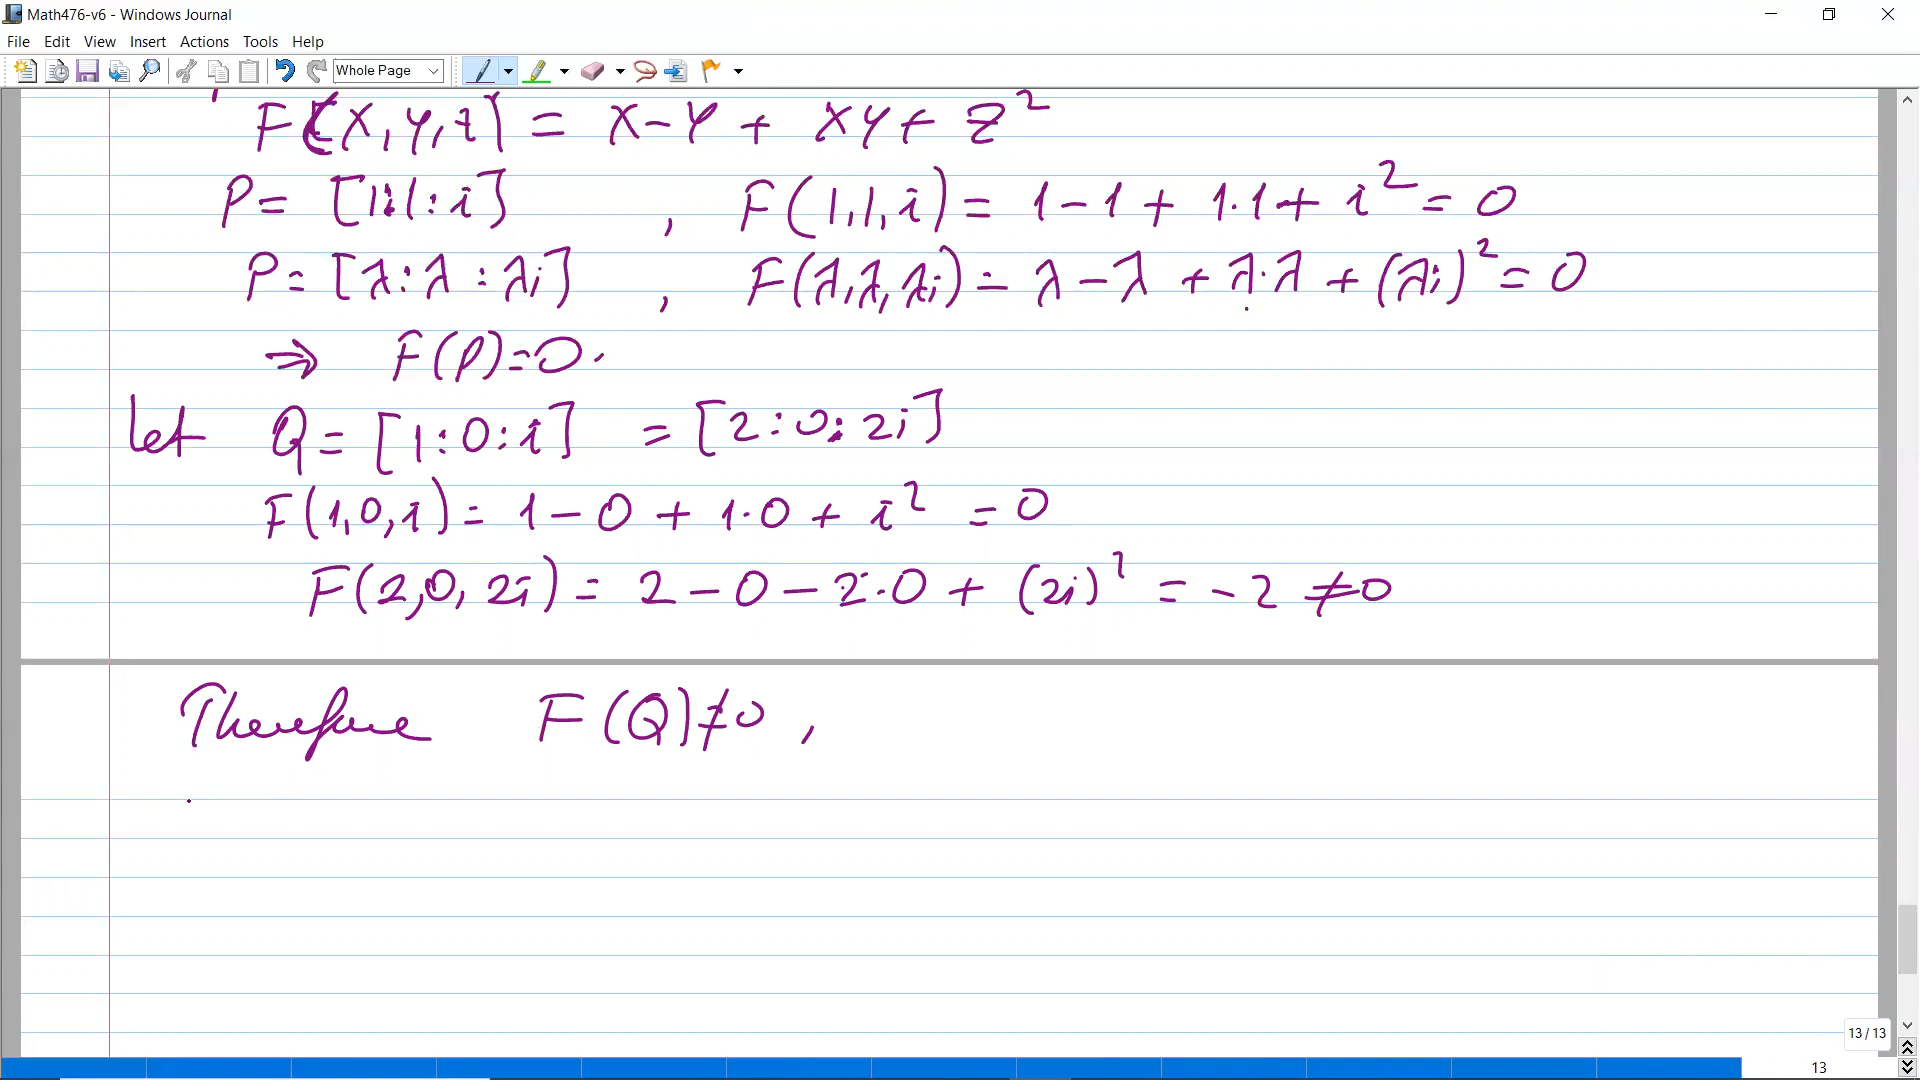 Math476-v6 - Windows Journal
File Edit View Insert Actions Tools Help
Whole Page
F(X,Y,Z) = X-Y + XY + Z²
P = [1:1:i] , F(1,1,i) = 1-1 + 1·1 + i² = 0
P = [λ:λ:λi] , F(λ,λ,λi) = λ-λ + λ·λ + (λi)² = 0
⇒ F(P)=0.
let Q = [1:0:i] = [2:0:2i]
F(1,0,i) = 1-0 + 1·0 + i² = 0
F(2,0,2i) = 2-0-2·0 + (2i)² = -2 ≠0
Therefore F(Q)≠0 ,
13/13
13